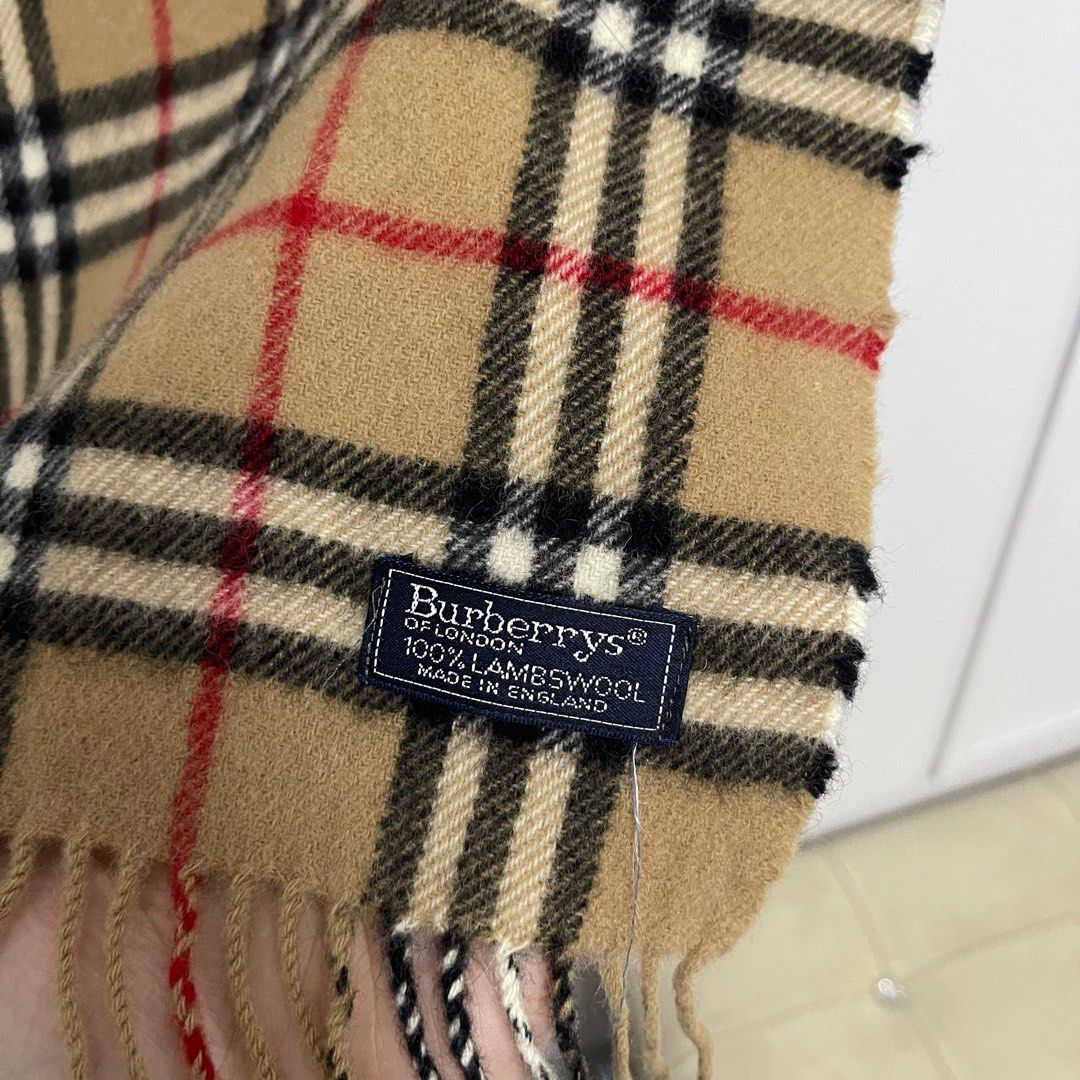 Burberrys®
OF LONDON
100% LAMBSWOOL
MADE IN ENGLAND